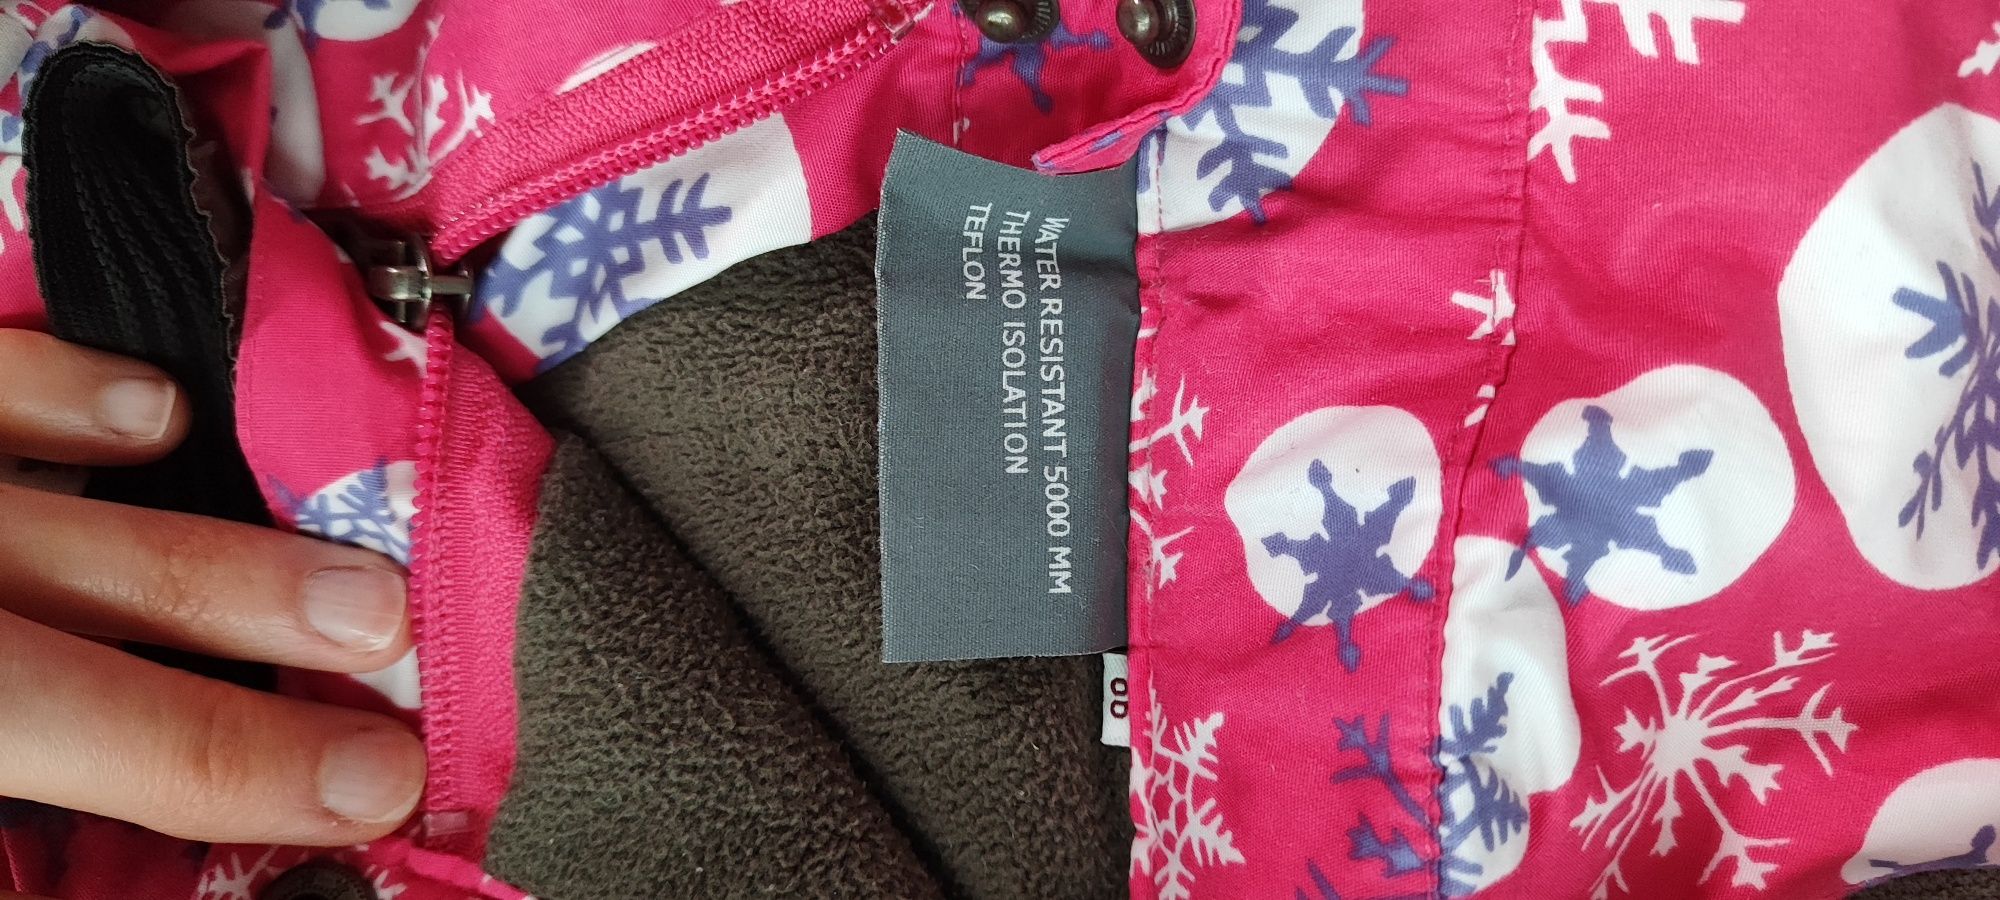 WATER RESISTANT 5000 MM
THERMO ISOLATION
TEFLON